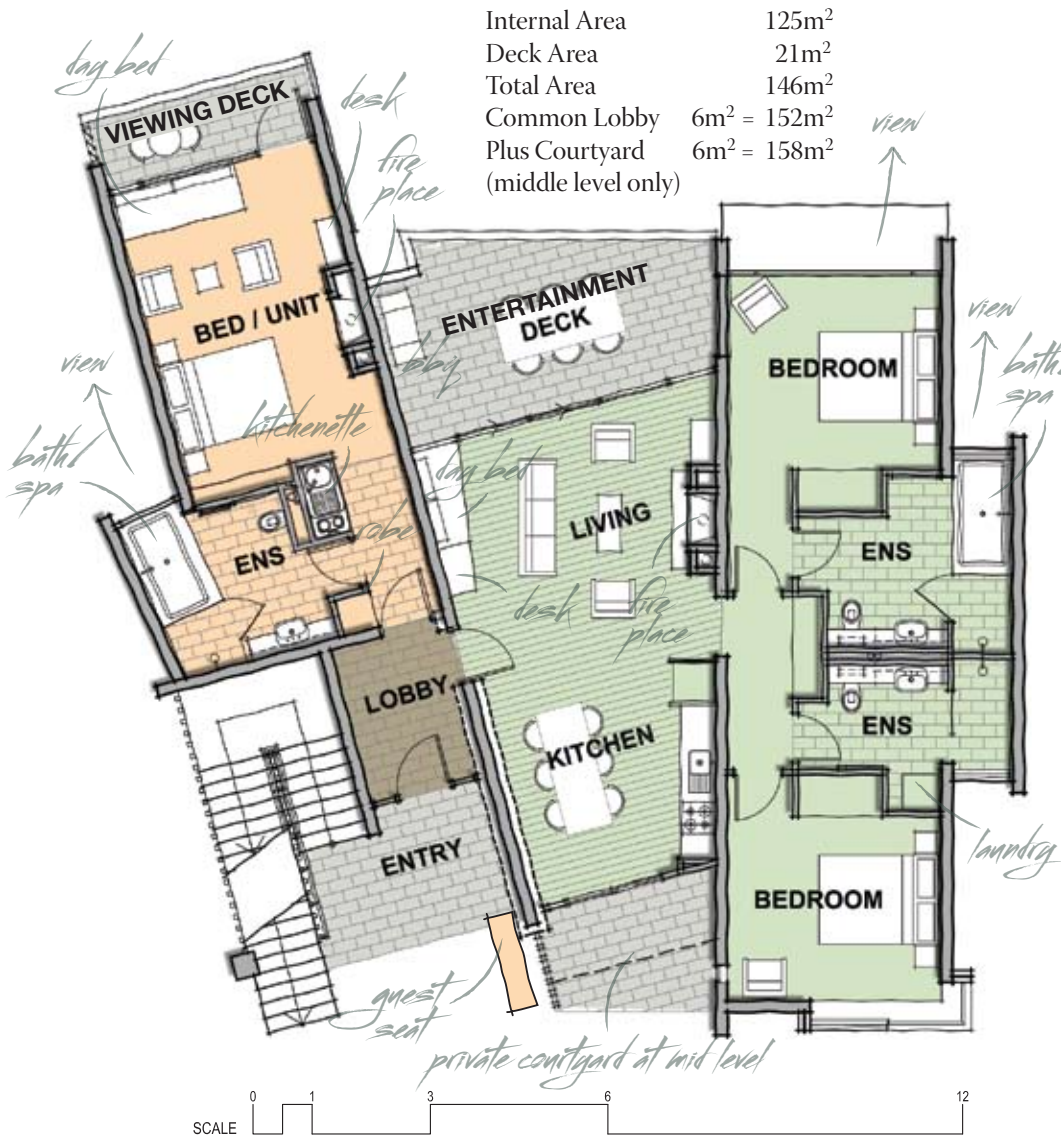 Internal Area 125m²
Deck Area 21m²
Total Area 146m²
Common Lobby 6m² = 152m²
Plus Courtyard 6m² = 158m²
(middle level only)
day bed
VIEWING DECK
desk
fire
place
view
BED / UNIT
ENTERTAINMENT
DECK
bbq
BEDROOM
view
bath/
spa
view
kitchenette
bath/
spa
day bed
robe
ENS
LIVING
ENS
desk
fire
place
LOBBY
KITCHEN
ENS
ENTRY
laundry
BEDROOM
guest
seat
private courtyard at mid level
SCALE 0 1 3 6 12